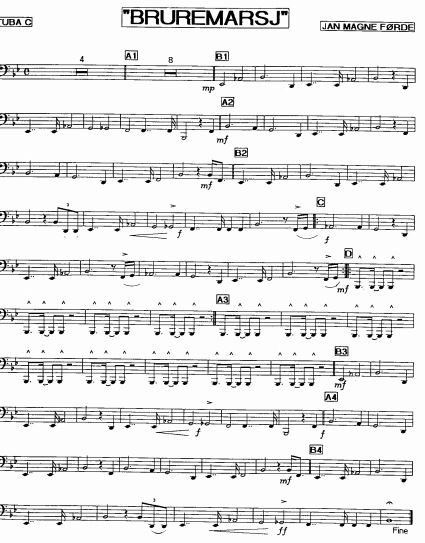 TUBA C
"BRUREMARSJ"
JAN MAGNE FØRDE
4 A1 8 B1
mp
A2
mf
B2
mf
3 C
f
D
mf
A3
B3
mf
A4
f
B4
mf
3
ff
Fine